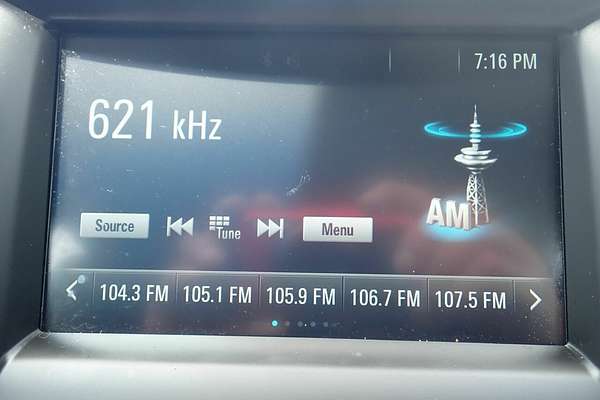 7:16 PM
621 kHz
AM
Source Tune Menu
104.3 FM 105.1 FM 105.9 FM 106.7 FM 107.5 FM